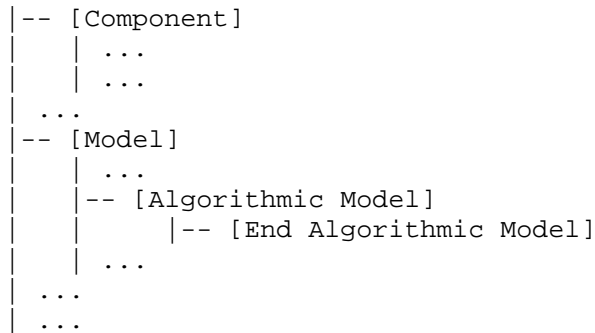 |-- [Component]
|   | ...
|   | ...
| ...
|-- [Model]
|   | ...
|   |-- [Algorithmic Model]
|   |     |-- [End Algorithmic Model]
|   | ...
| ...
| ...